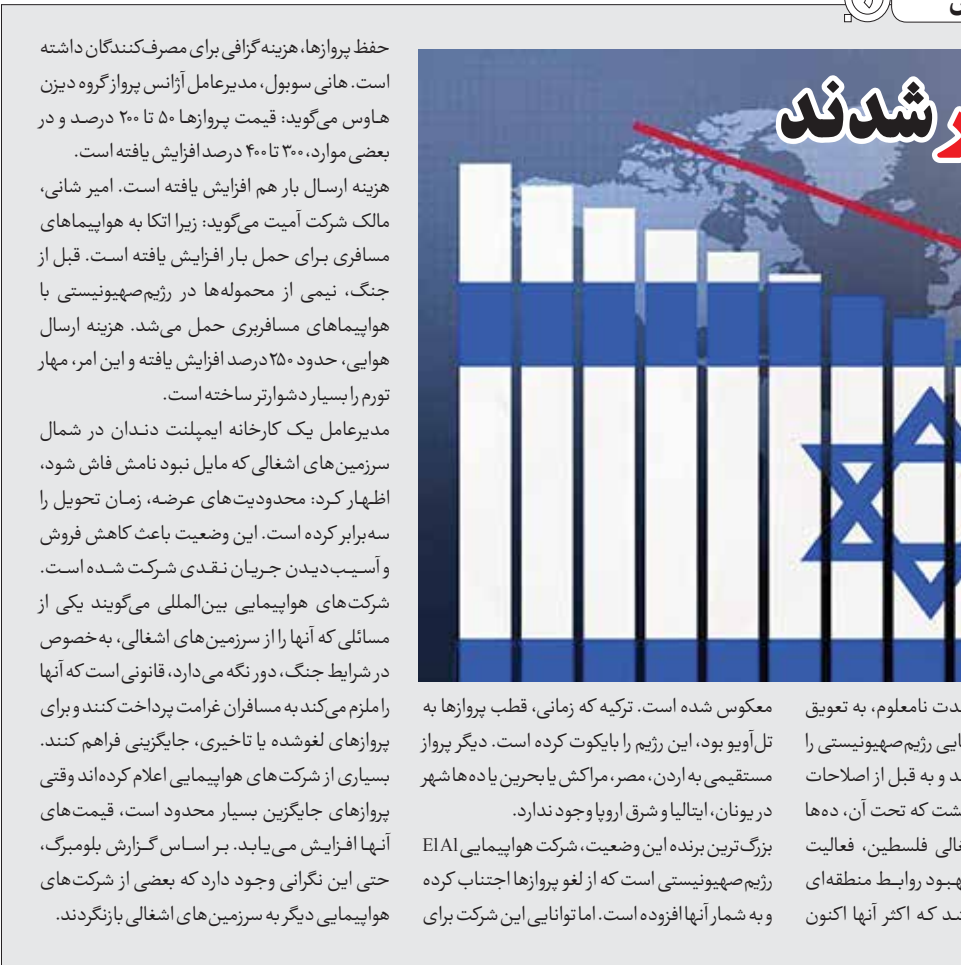 شدند
دت نامعلوم، به تعویق
ایی رژیم‌صهیونیستی را
ند و به قبل از اصلاحات
شت که تحت آن، ده‌ها
غالی فلسطین، فعالیت
هبود روابط منطقه‌ای
شد که اکثر آنها اکنون
معکوس شده است. ترکیه که زمانی، قطب پروازها به
تل‌آویو بود، این رژیم را بایکوت کرده است. دیگر پرواز
مستقیمی به اردن، مصر، مراکش یا بحرین یا ده‌ها شهر
در یونان، ایتالیا و شرق اروپا وجود ندارد.
بزرگ‌ترین برنده این وضعیت، شرکت هواپیمایی ElAl
رژیم‌صهیونیستی است که از لغو پروازها اجتناب کرده
و به شمار آنها افزوده است. اما توانایی این شرکت برای
حفظ پروازها، هزینه گزافی برای مصرف‌کنندگان داشته
است. هانی سوبول، مدیرعامل آژانس پرواز گروه دیزن
هاوس می‌گوید: قیمت پروازها ۵۰ تا ۲۰۰ درصد و در
بعضی موارد، ۳۰۰ تا ۴۰۰ درصد افزایش یافته است.
هزینه ارسال بار هم افزایش یافته است. امیر شانی،
مالک شرکت آمیت می‌گوید: زیرا اتکا به هواپیماهای
مسافری برای حمل بار افزایش یافته است. قبل از
جنگ، نیمی از محموله‌ها در رژیم‌صهیونیستی با
هواپیماهای مسافربری حمل می‌شد. هزینه ارسال
هوایی، حدود ۲۵۰درصد افزایش یافته و این امر، مهار
تورم را بسیار دشوارتر ساخته است.
مدیرعامل یک کارخانه ایمپلنت دندان در شمال
سرزمین‌های اشغالی که مایل نبود نامش فاش شود،
اظهار کرد: محدودیت‌های عرضه، زمان تحویل را
سه‌برابر کرده است. این وضعیت باعث کاهش فروش
و آسیب‌دیدن جریان نقدی شرکت شده است.
شرکت‌های هواپیمایی بین‌المللی می‌گویند یکی از
مسائلی که آنها را از سرزمین‌های اشغالی، به‌خصوص
در شرایط جنگ، دور نگه می‌دارد، قانونی است که آنها
را ملزم می‌کند به مسافران غرامت پرداخت کنند و برای
پروازهای لغوشده یا تاخیری، جایگزینی فراهم کنند.
بسیاری از شرکت‌های هواپیمایی اعلام کرده‌اند وقتی
پروازهای جایگزین بسیار محدود است، قیمت‌های
آنها افزایش می‌یابد. بر اساس گزارش بلومبرگ،
حتی این نگرانی وجود دارد که بعضی از شرکت‌های
هواپیمایی دیگر به سرزمین‌های اشغالی بازنگردند.